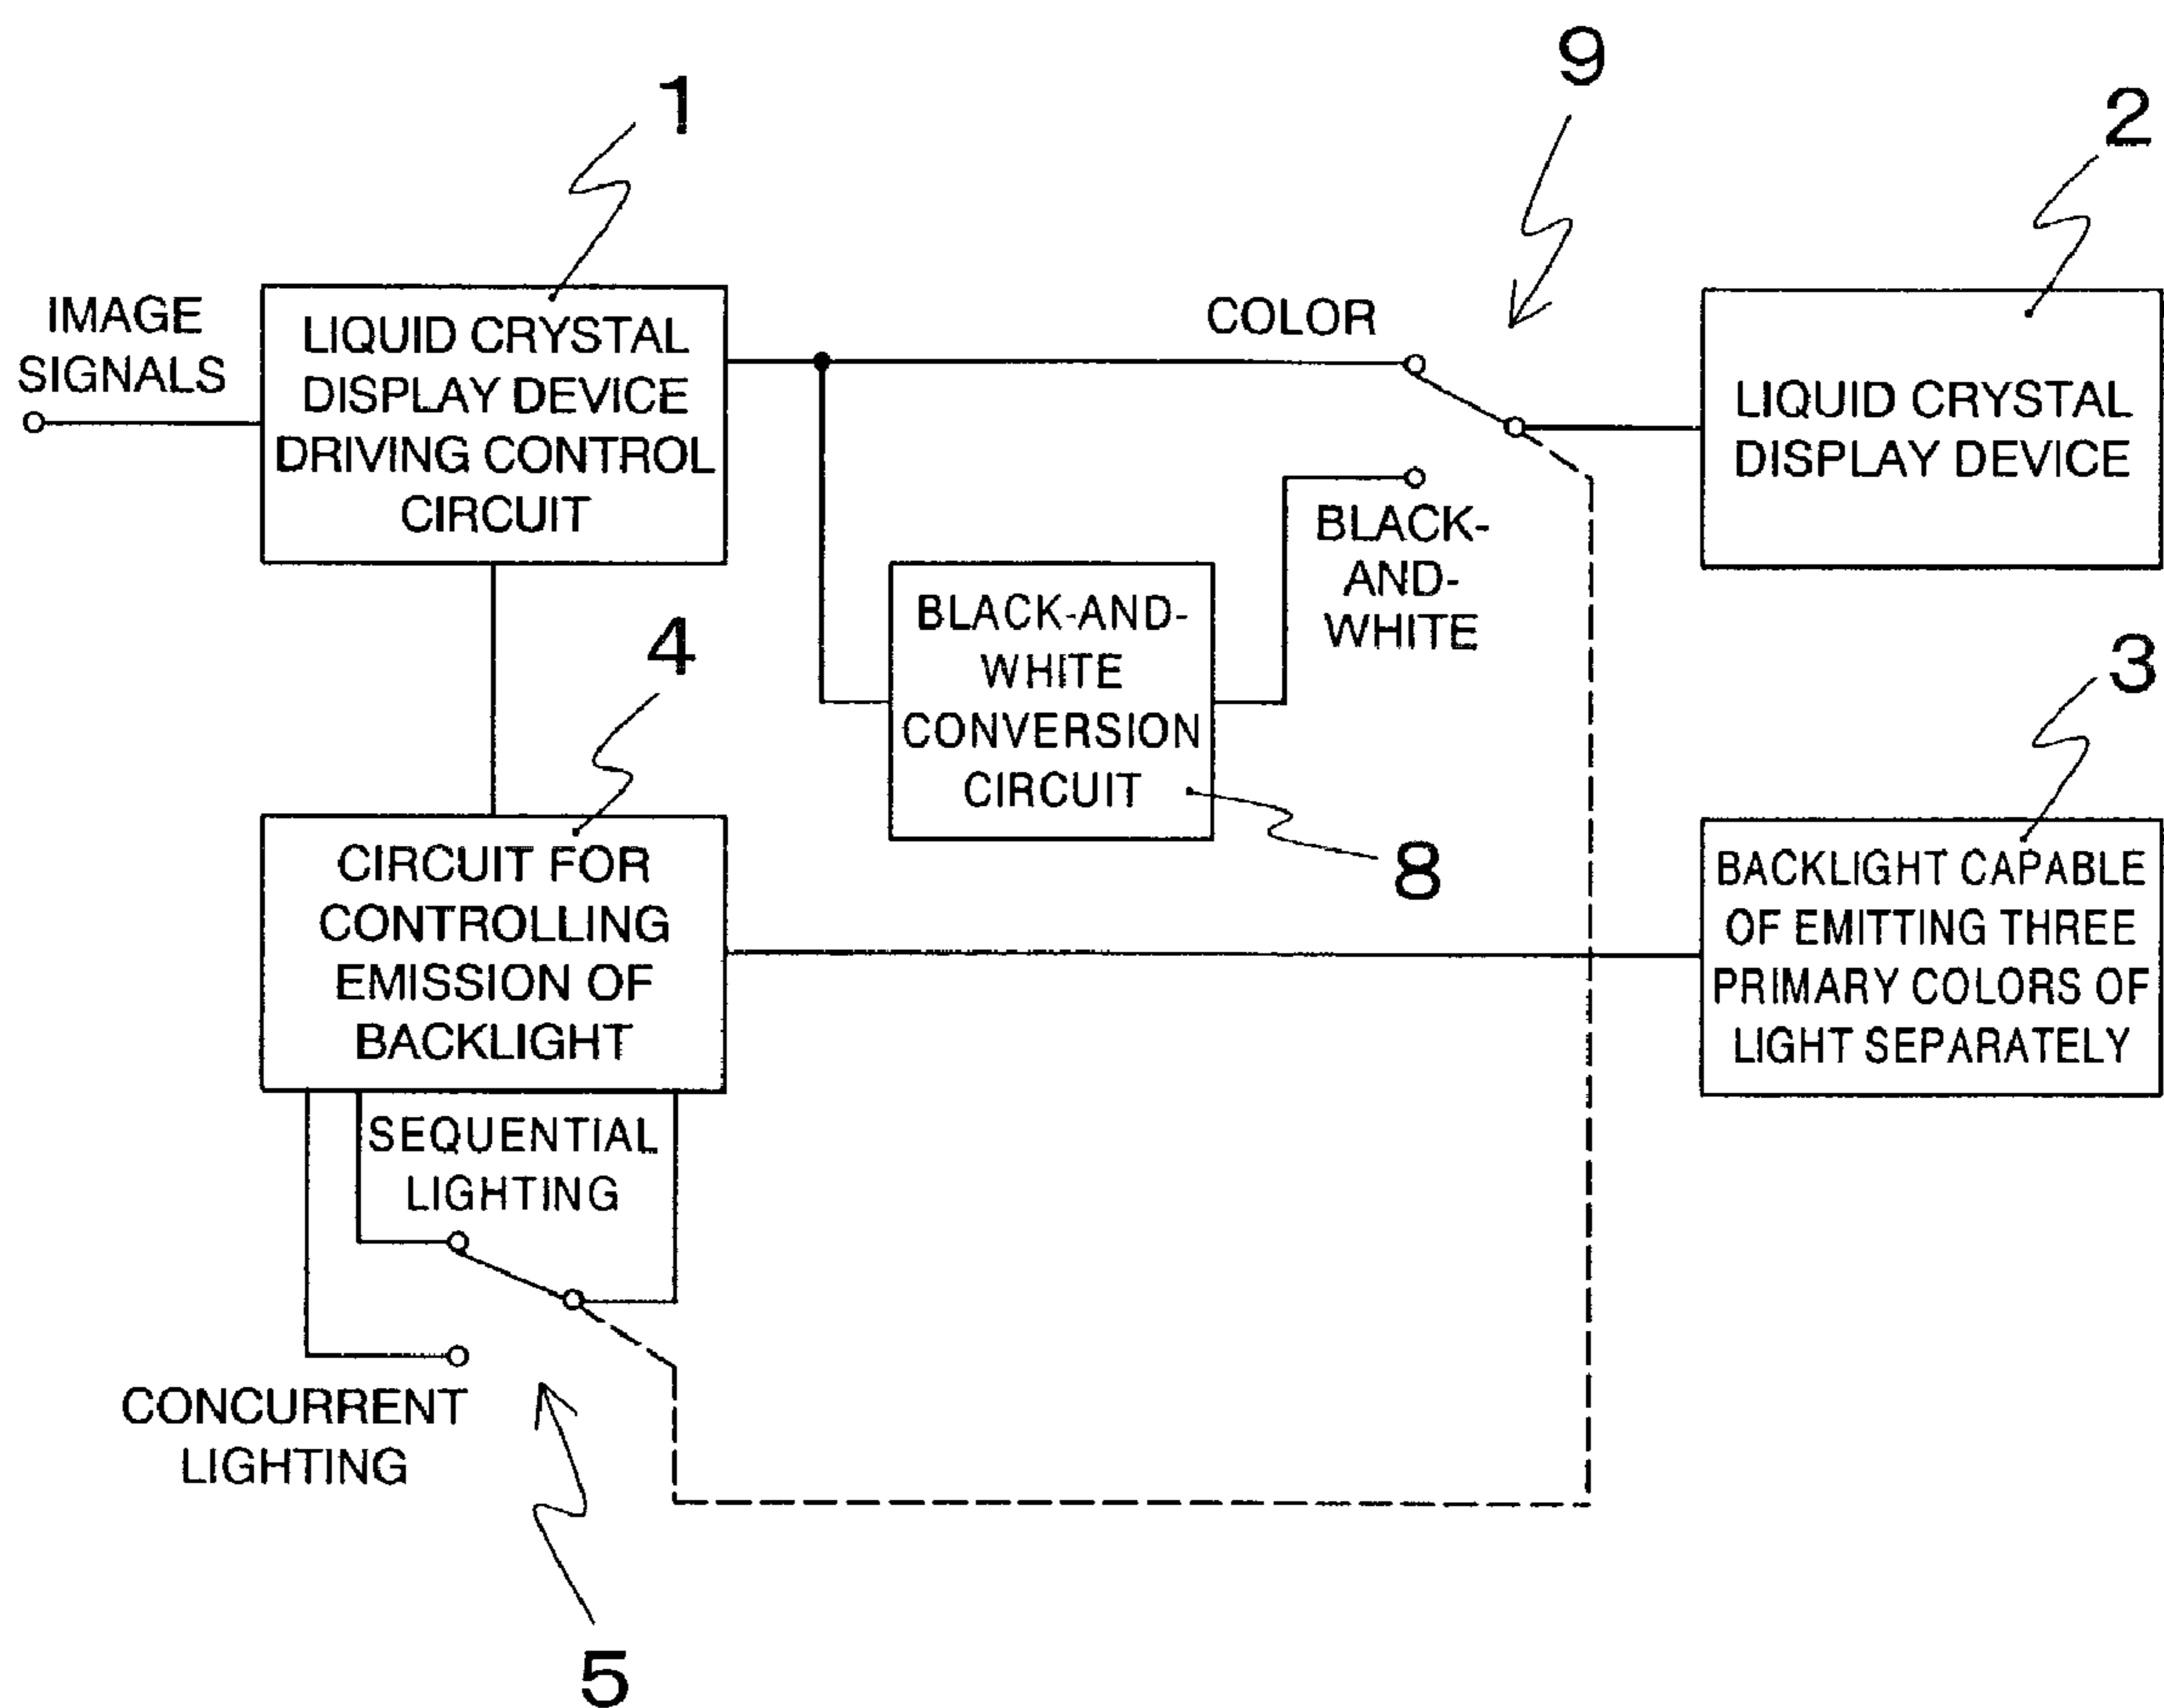 9
1
2
IMAGE
SIGNALS
LIQUID CRYSTAL
DISPLAY DEVICE
DRIVING CONTROL
CIRCUIT
COLOR
LIQUID CRYSTAL
DISPLAY DEVICE
BLACK-
AND-
WHITE
BLACK-AND-
WHITE
CONVERSION
CIRCUIT
4
3
8
CIRCUIT FOR
CONTROLLING
EMISSION OF
BACKLIGHT
BACKLIGHT CAPABLE
OF EMITTING THREE
PRIMARY COLORS OF
LIGHT SEPARATELY
SEQUENTIAL
LIGHTING
CONCURRENT
LIGHTING
5